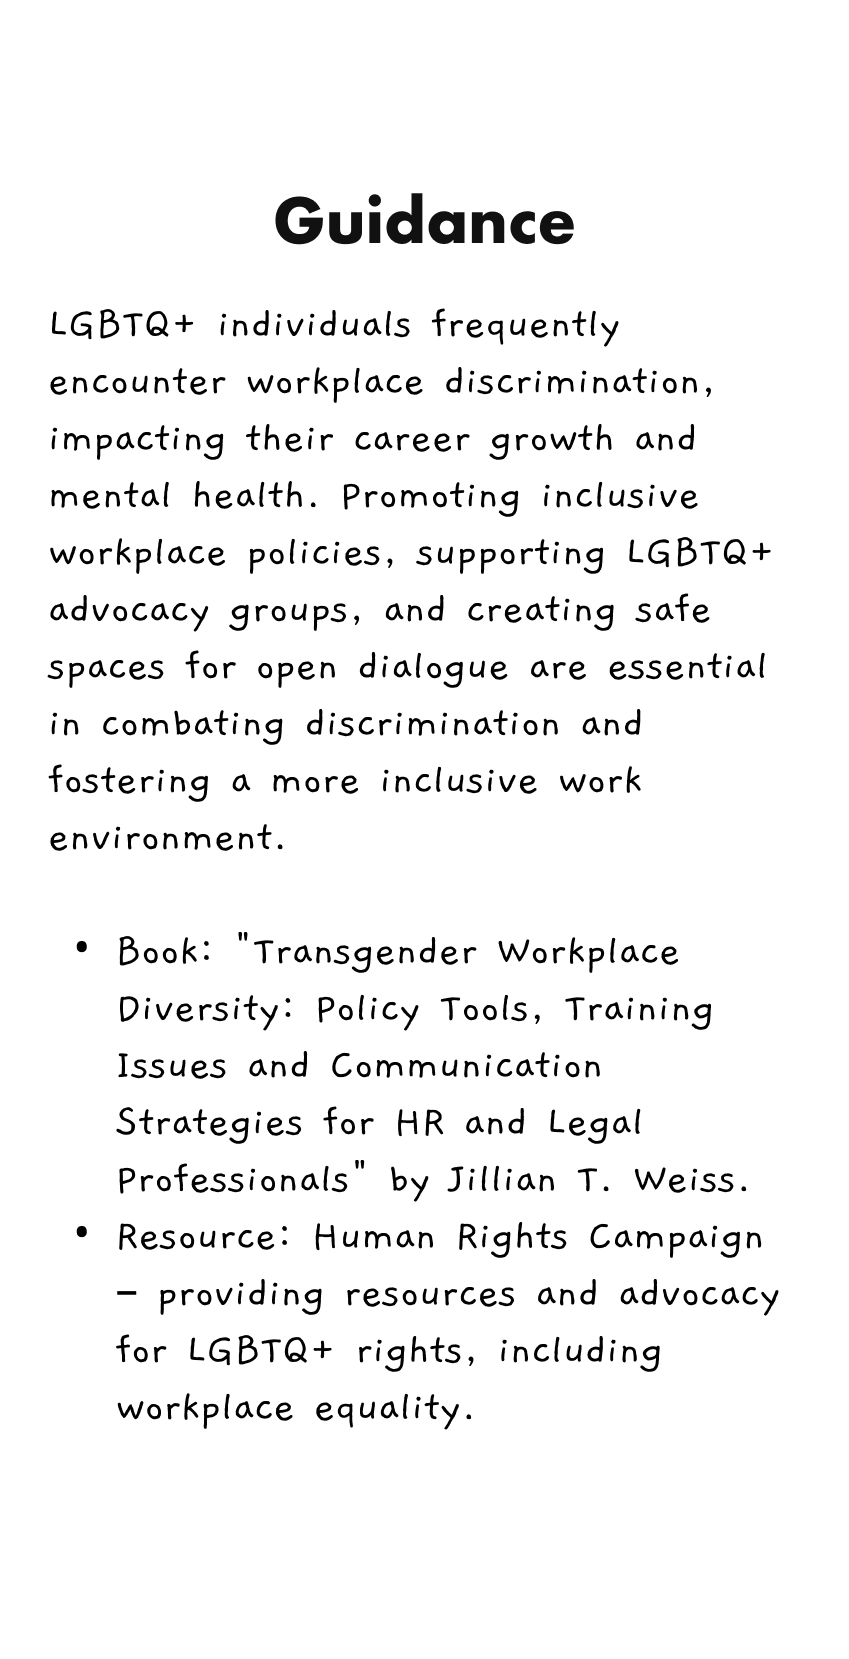 Guidance
LGBTQ+ individuals frequently
encounter workplace discrimination,
impacting their career growth and
mental health. Promoting inclusive
workplace policies, supporting LGBTQ+
advocacy groups, and creating safe
spaces for open dialogue are essential
in combating discrimination and
fostering a more inclusive work
environment.
• Book: "Transgender Workplace
Diversity: Policy Tools, Training
Issues and Communication
Strategies for HR and Legal
Professionals" by Jillian T. Weiss.
• Resource: Human Rights Campaign
– providing resources and advocacy
for LGBTQ+ rights, including
workplace equality.